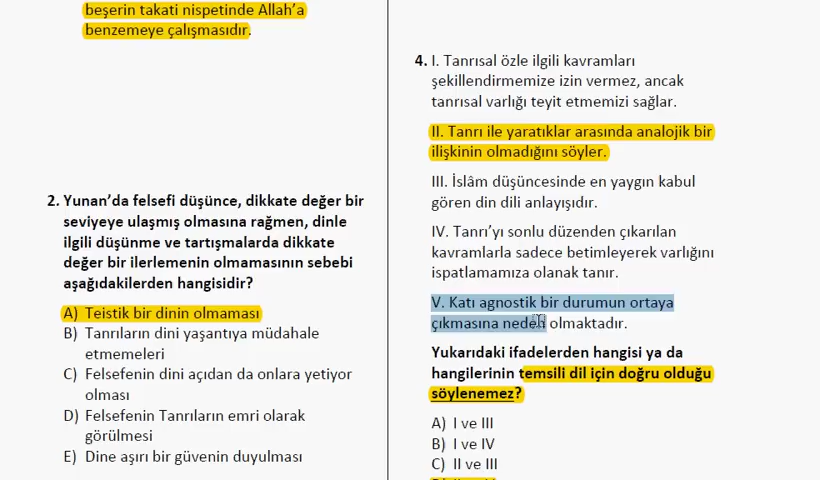 beşerin takati nispetinde Allah’a
benzemeye çalışmasıdır.
2. Yunan’da felsefi düşünce, dikkate değer bir
seviyeye ulaşmış olmasına rağmen, dinle
ilgili düşünme ve tartışmalarda dikkate
değer bir ilerlemenin olmamasının sebebi
aşağıdakilerden hangisidir?
A) Teistik bir dinin olmaması
B) Tanrıların dini yaşantıya müdahale
etmemeleri
C) Felsefenin dini açıdan da onlara yetiyor
olması
D) Felsefenin Tanrıların emri olarak
görülmesi
E) Dine aşırı bir güvenin duyulması
4. I. Tanrısal özle ilgili kavramları
şekillendirmemize izin vermez, ancak
tanrısal varlığı teyit etmemizi sağlar.
II. Tanrı ile yaratıklar arasında analojik bir
ilişkinin olmadığını söyler.
III. İslâm düşüncesinde en yaygın kabul
gören din dili anlayışıdır.
IV. Tanrı’yı sonlu düzenden çıkarılan
kavramlarla sadece betimleyerek varlığını
ispatlamamıza olanak tanır.
V. Katı agnostik bir durumun ortaya
çıkmasına neden olmaktadır.
Yukarıdaki ifadelerden hangisi ya da
hangilerinin temsili dil için doğru olduğu
söylenemez?
A) I ve III
B) I ve IV
C) II ve III